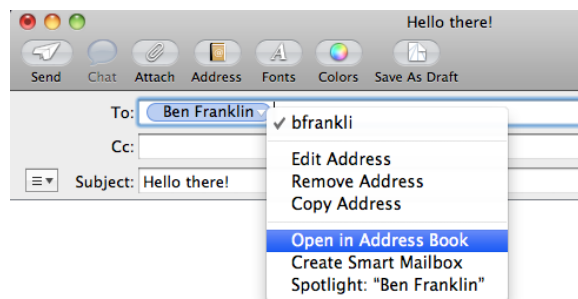 Hello there!
Send Chat Attach Address Fonts Colors Save As Draft
To: Ben Franklin
✓ bfrankli
Cc:
Edit Address
Remove Address
Subject: Hello there!
Copy Address
Open in Address Book
Create Smart Mailbox
Spotlight: “Ben Franklin”